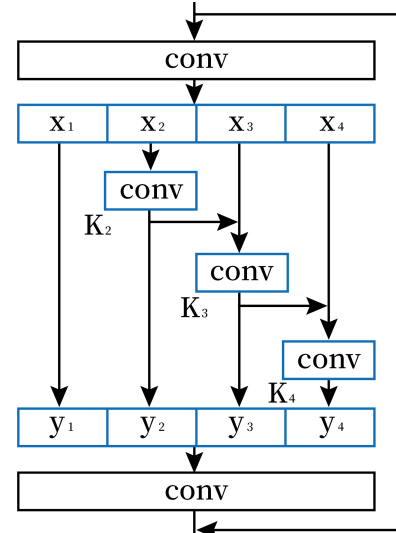 conv
x1 x2 x3 x4
conv
K2
conv
K3
conv
K4
y1 y2 y3 y4
conv